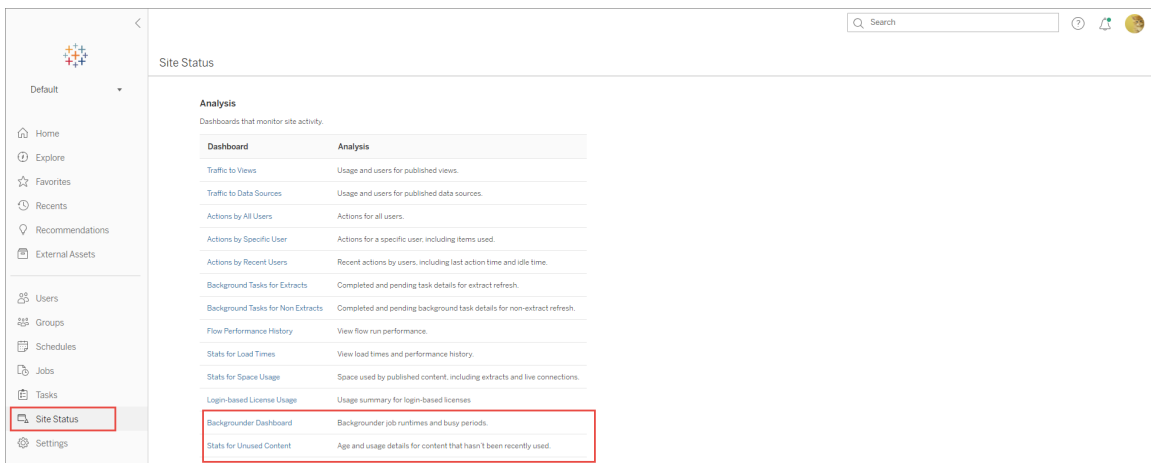 Search
Site Status
Default
Home
Explore
Favorites
Recents
Recommendations
External Assets
Users
Groups
Schedules
Jobs
Tasks
Site Status
Settings
Analysis
Dashboards that monitor site activity.
Dashboard Analysis
Traffic to Views Usage and users for published views.
Traffic to Data Sources Usage and users for published data sources.
Actions by All Users Actions for all users.
Actions by Specific User Actions for a specific user, including items used.
Actions by Recent Users Recent actions by users, including last action time and idle time.
Background Tasks for Extracts Completed and pending task details for extract refresh.
Background Tasks for Non Extracts Completed and pending background task details for non-extract refresh.
Flow Performance History View flow run performance.
Stats for Load Times View load times and performance history.
Stats for Space Usage Space used by published content, including extracts and live connections.
Login-based License Usage Usage summary for login-based licenses
Backgrounder Dashboard Backgrounder job runtimes and busy periods.
Stats for Unused Content Age and usage details for content that hasn't been recently used.